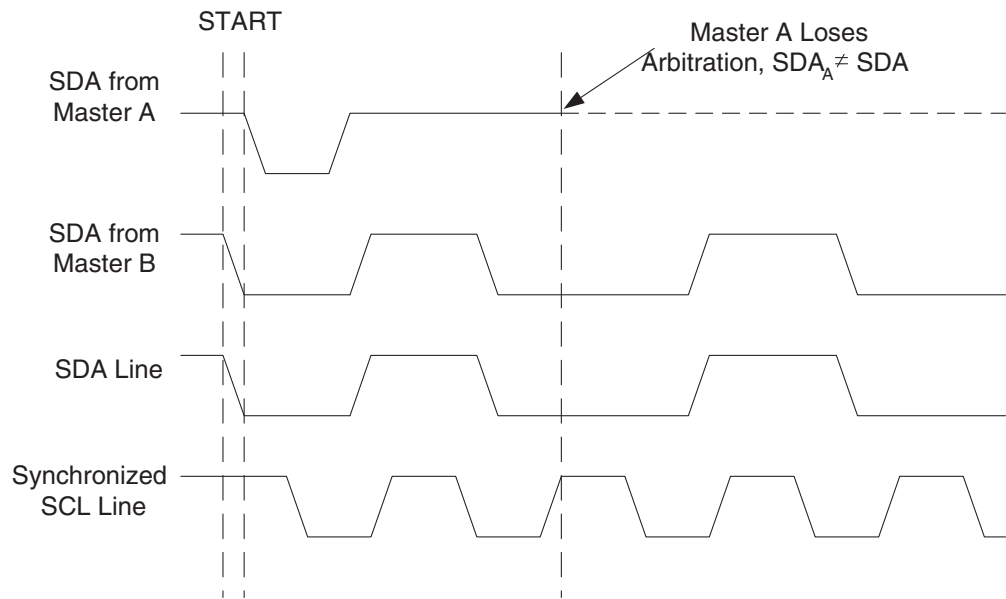 START
Master A Loses
Arbitration, SDA_A ≠ SDA
SDA from
Master A
SDA from
Master B
SDA Line
Synchronized
SCL Line